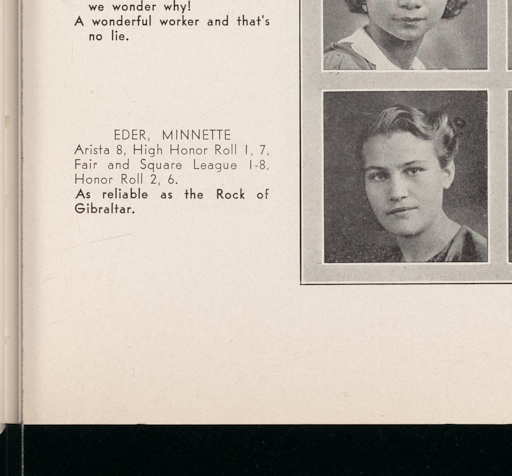 we wonder why!
A wonderful worker and that's
no lie.
EDER, MINNETTE
Arista 8, High Honor Roll 1, 7,
Fair and Square League 1-8,
Honor Roll 2, 6.
As reliable as the Rock of
Gibraltar.